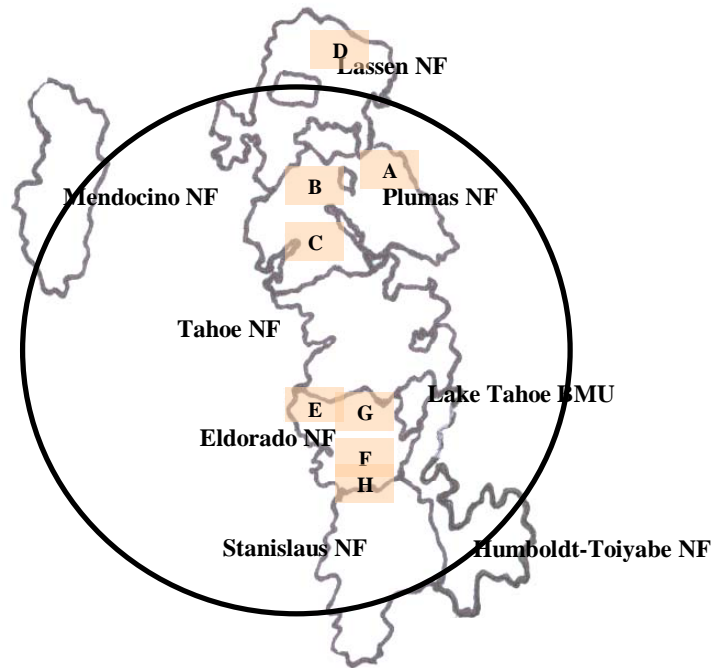 D
Lassen NF
A
Mendocino NF
B
Plumas NF
C
Tahoe NF
Lake Tahoe BMU
E
G
Eldorado NF
F
H
Stanislaus NF
Humboldt-Toiyabe NF